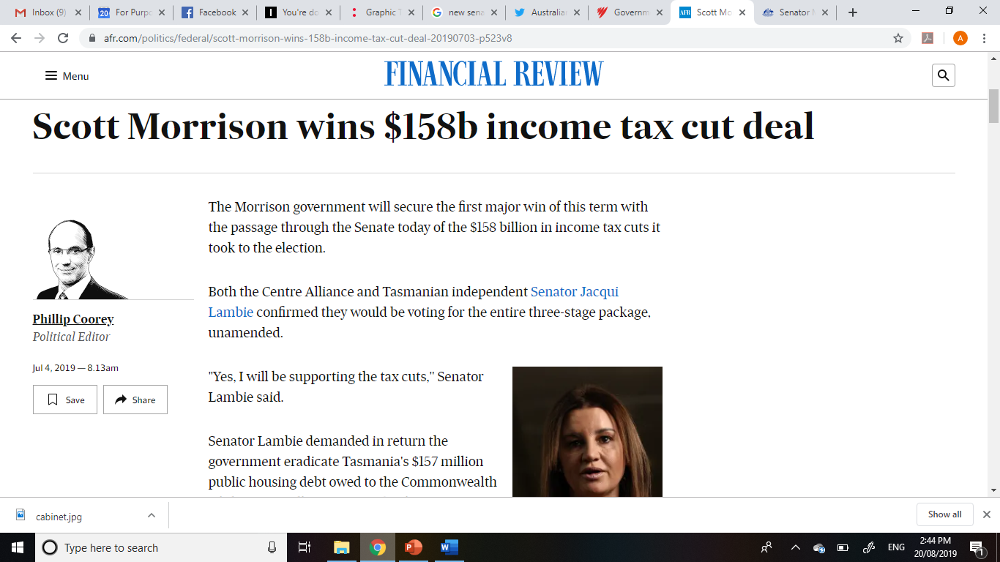 Inbox (9)
For Purpo
Facebook
You're do
Graphic T
new sena
Australia
Governm
Scott Mo
Senator
afr.com/politics/federal/scott-morrison-wins-158b-income-tax-cut-deal-20190703-p523v8
A
Menu
FINANCIAL REVIEW
Scott Morrison wins $158b income tax cut deal
The Morrison government will secure the first major win of this term with
the passage through the Senate today of the $158 billion in income tax cuts it
took to the election.
Both the Centre Alliance and Tasmanian independent Senator Jacqui
Lambie confirmed they would be voting for the entire three-stage package,
unamended.
Phillip Coorey
Political Editor
Jul 4, 2019 — 8.13am
Save
Share
"Yes, I will be supporting the tax cuts," Senator
Lambie said.
Senator Lambie demanded in return the
government eradicate Tasmania's $157 million
public housing debt owed to the Commonwealth
cabinet.jpg
Show all
Type here to search
ENG
2:44 PM
20/08/2019
1